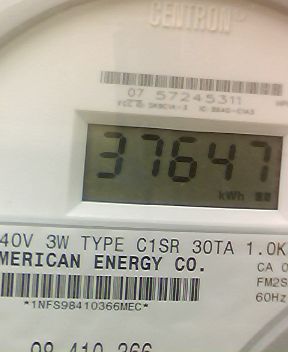 CENTRON®
07 57245311
37647
kWh
40V 3W TYPE C1SR 30TA 1.0K
MERICAN ENERGY CO.
CA 0
FM2S
60Hz
*1NFS98410366MEC*
98 410 366